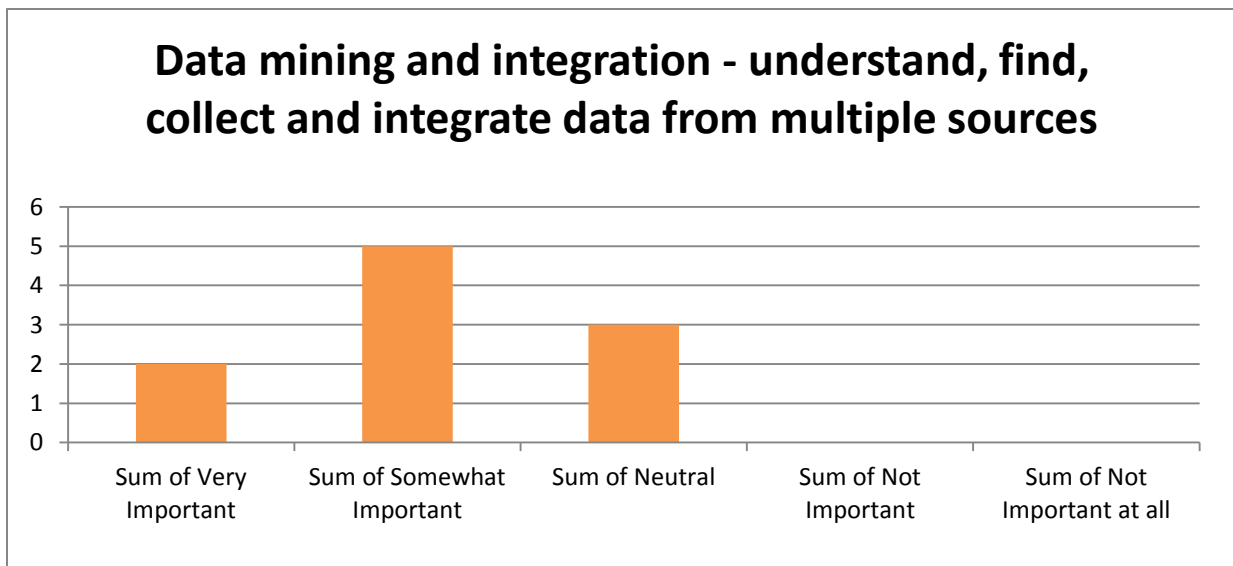 Data mining and integration - understand, find,
collect and integrate data from multiple sources
6
5
4
3
2
1
0
Sum of Very
Important
Sum of Somewhat
Important
Sum of Neutral
Sum of Not
Important
Sum of Not
Important at all